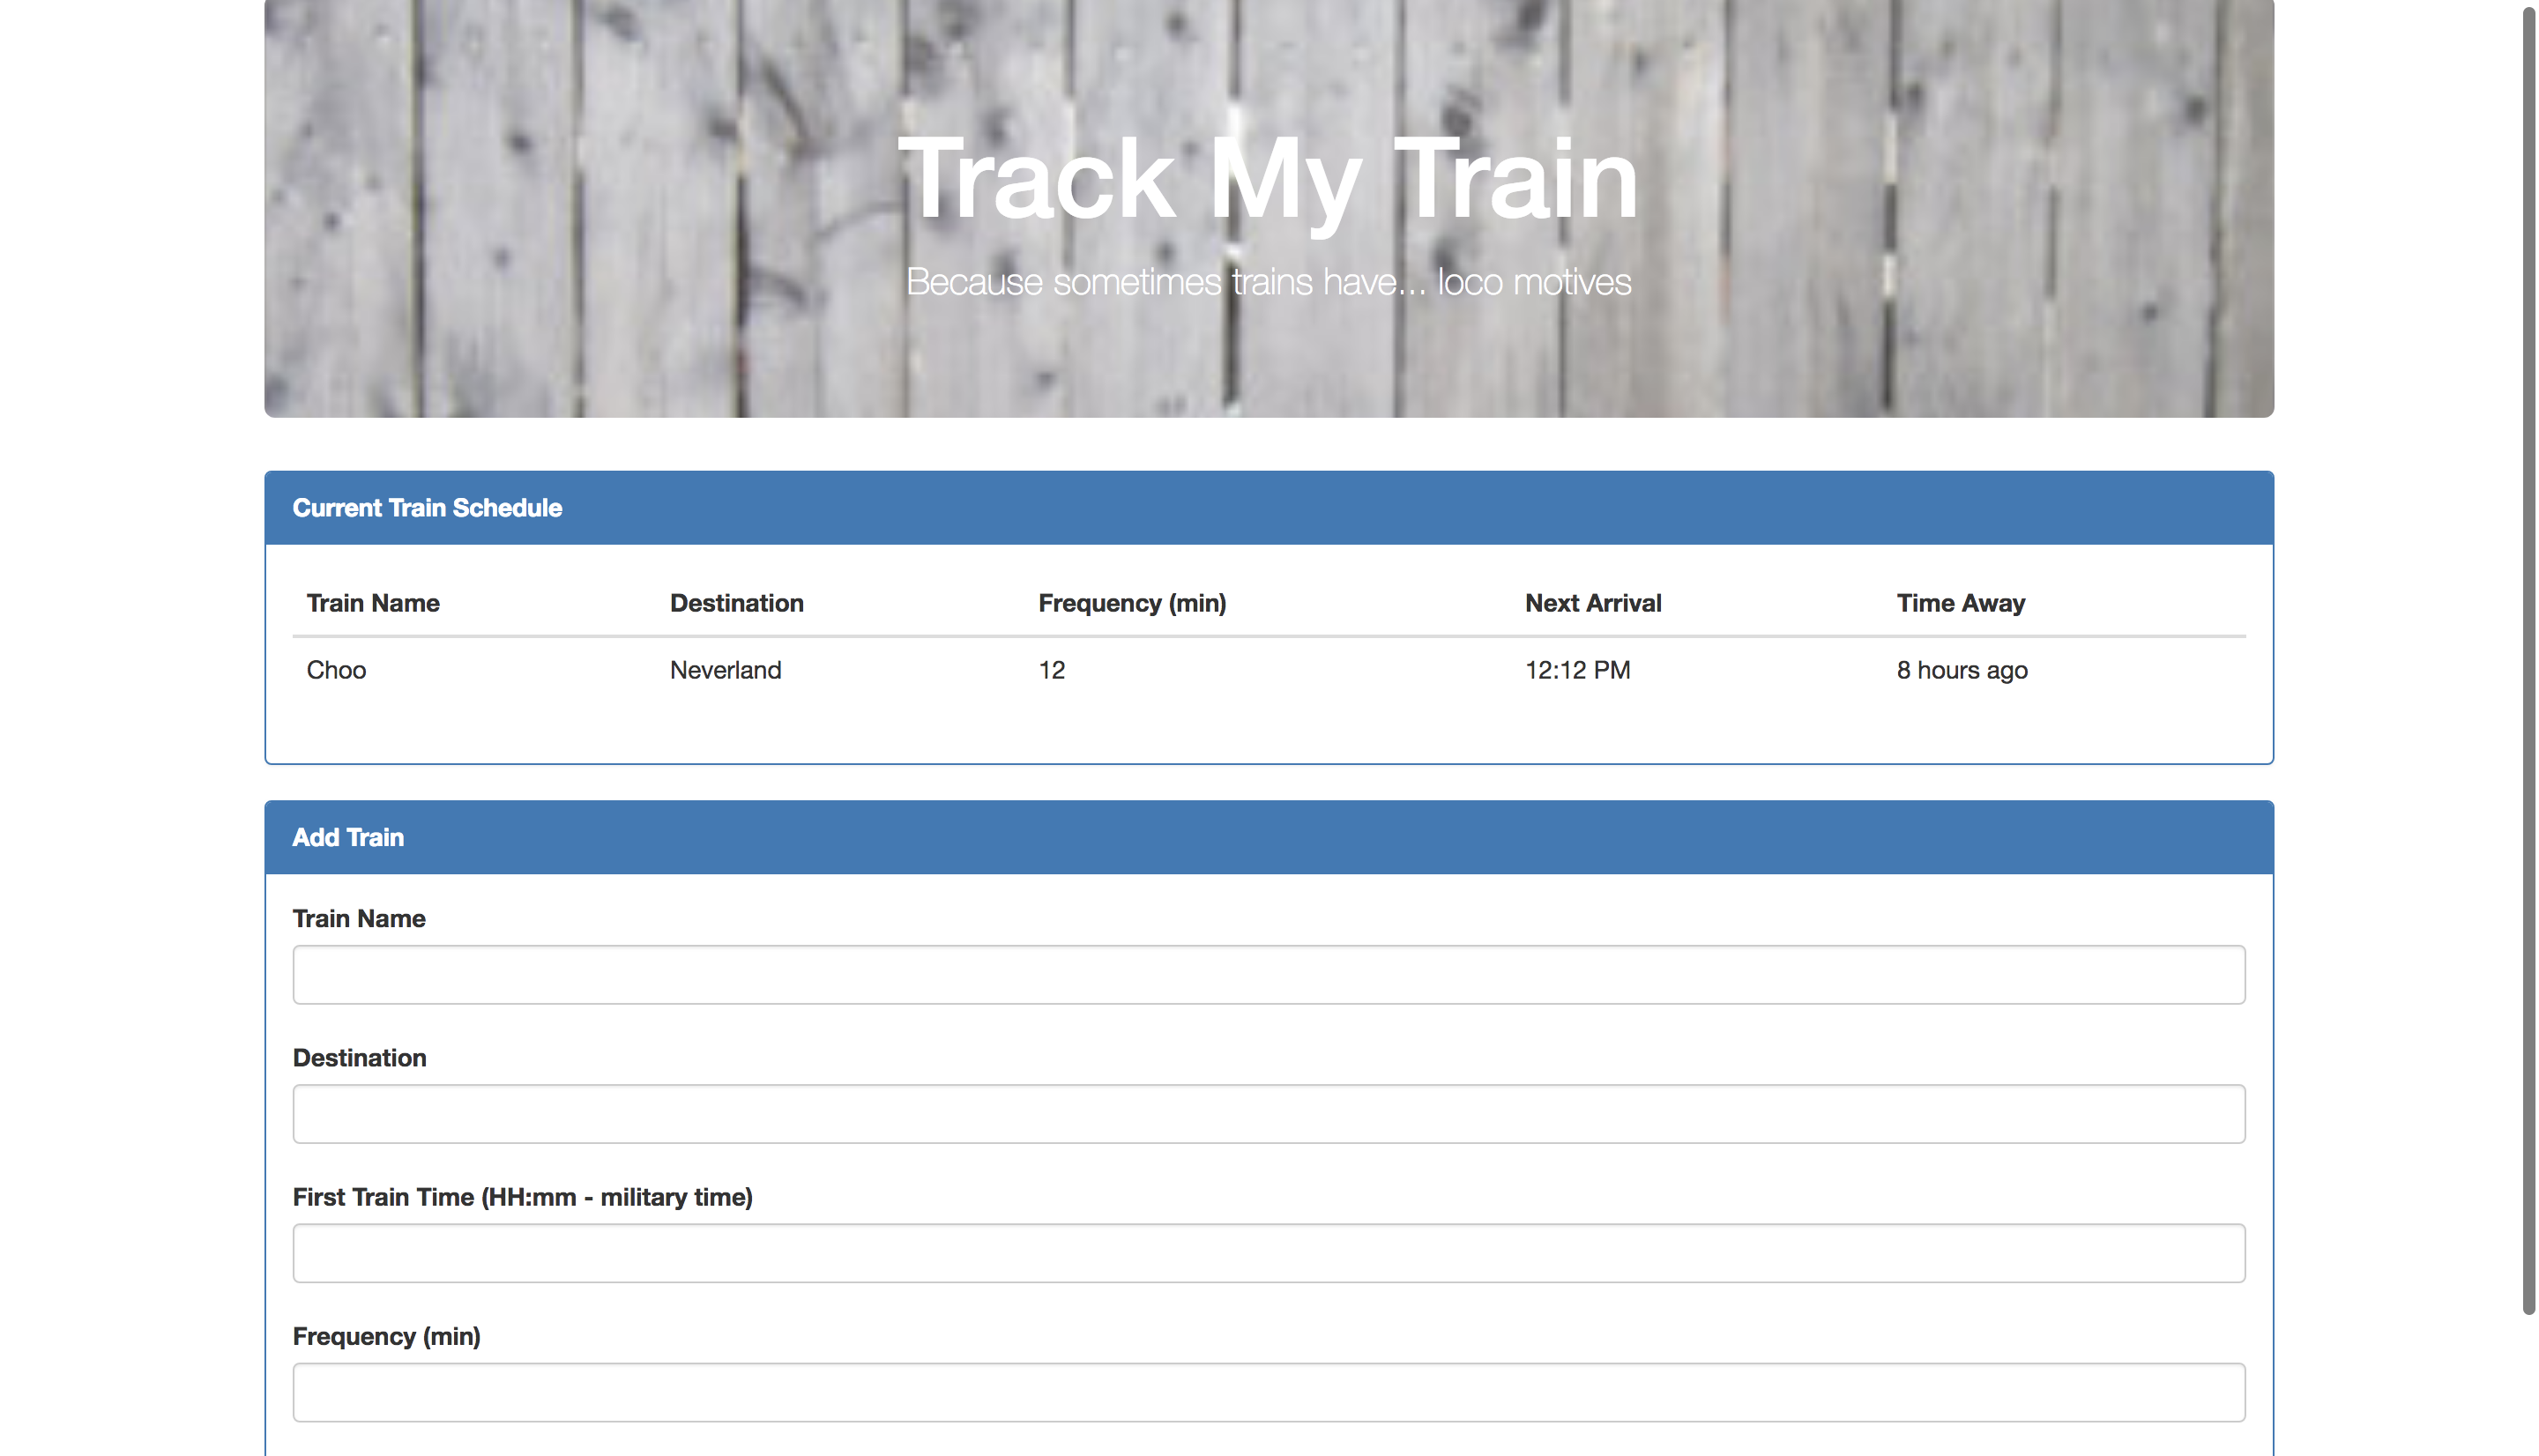 Track My Train
Because sometimes trains have... loco motives
Current Train Schedule
Train Name Destination Frequency (min) Next Arrival Time Away
Choo Neverland 12 12:12 PM 8 hours ago
Add Train
Train Name
Destination
First Train Time (HH:mm - military time)
Frequency (min)